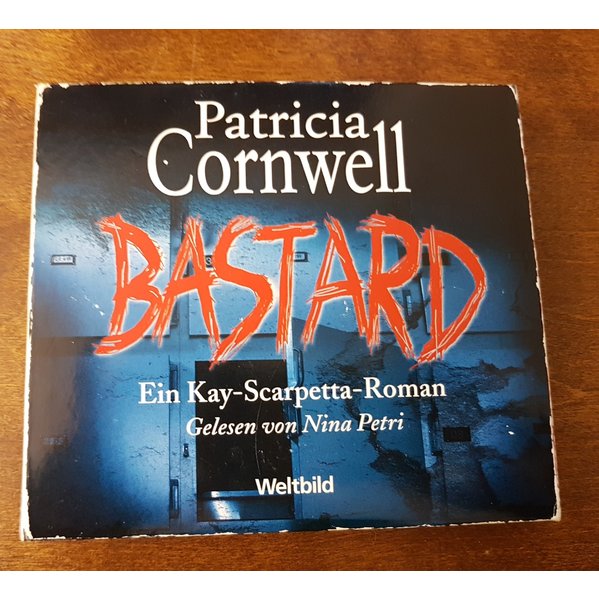 Patricia
Cornwell
BASTARD
Ein Kay-Scarpetta-Roman
Gelesen von Nina Petri
Weltbild